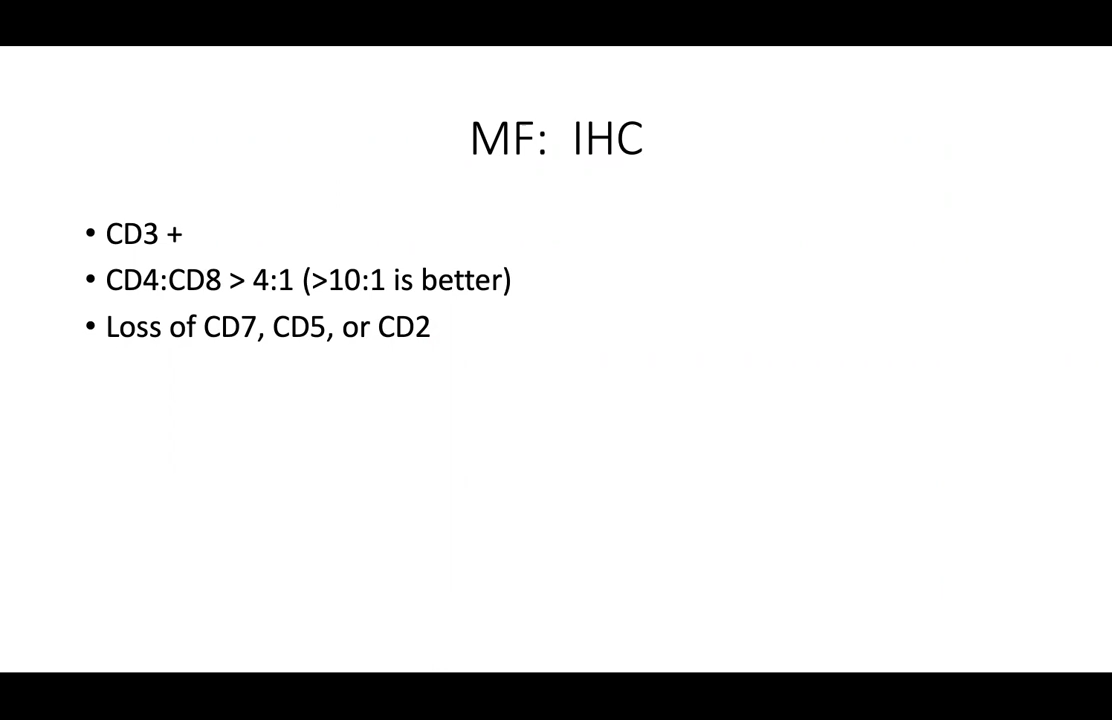 MF: IHC
• CD3 +
• CD4:CD8 > 4:1 (>10:1 is better)
• Loss of CD7, CD5, or CD2